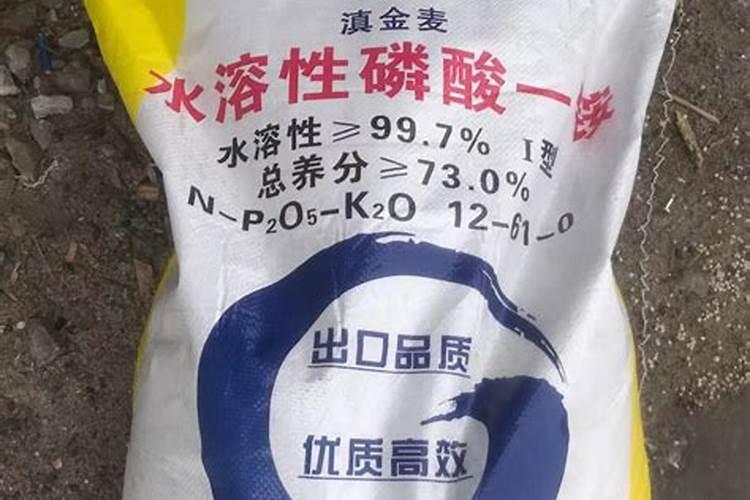 滇金麦
水溶性磷酸一铵
水溶性≥99.7% I型
总养分≥73.0%
N-P₂O₅-K₂O 12-61-0
出口品质
优质高效